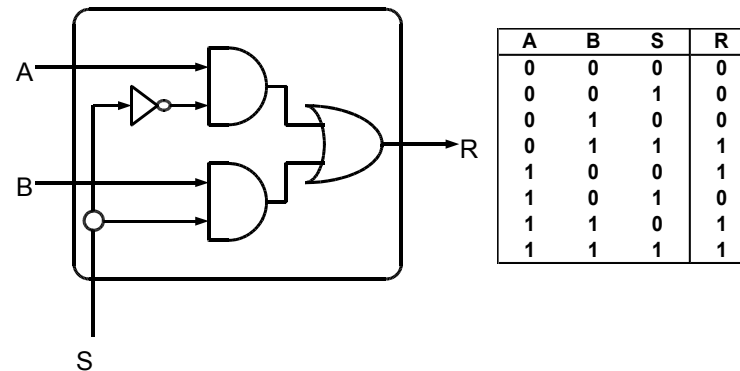 A
B
S
R
A B S R
0 0 0 0
0 0 1 0
0 1 0 0
0 1 1 1
1 0 0 1
1 0 1 0
1 1 0 1
1 1 1 1